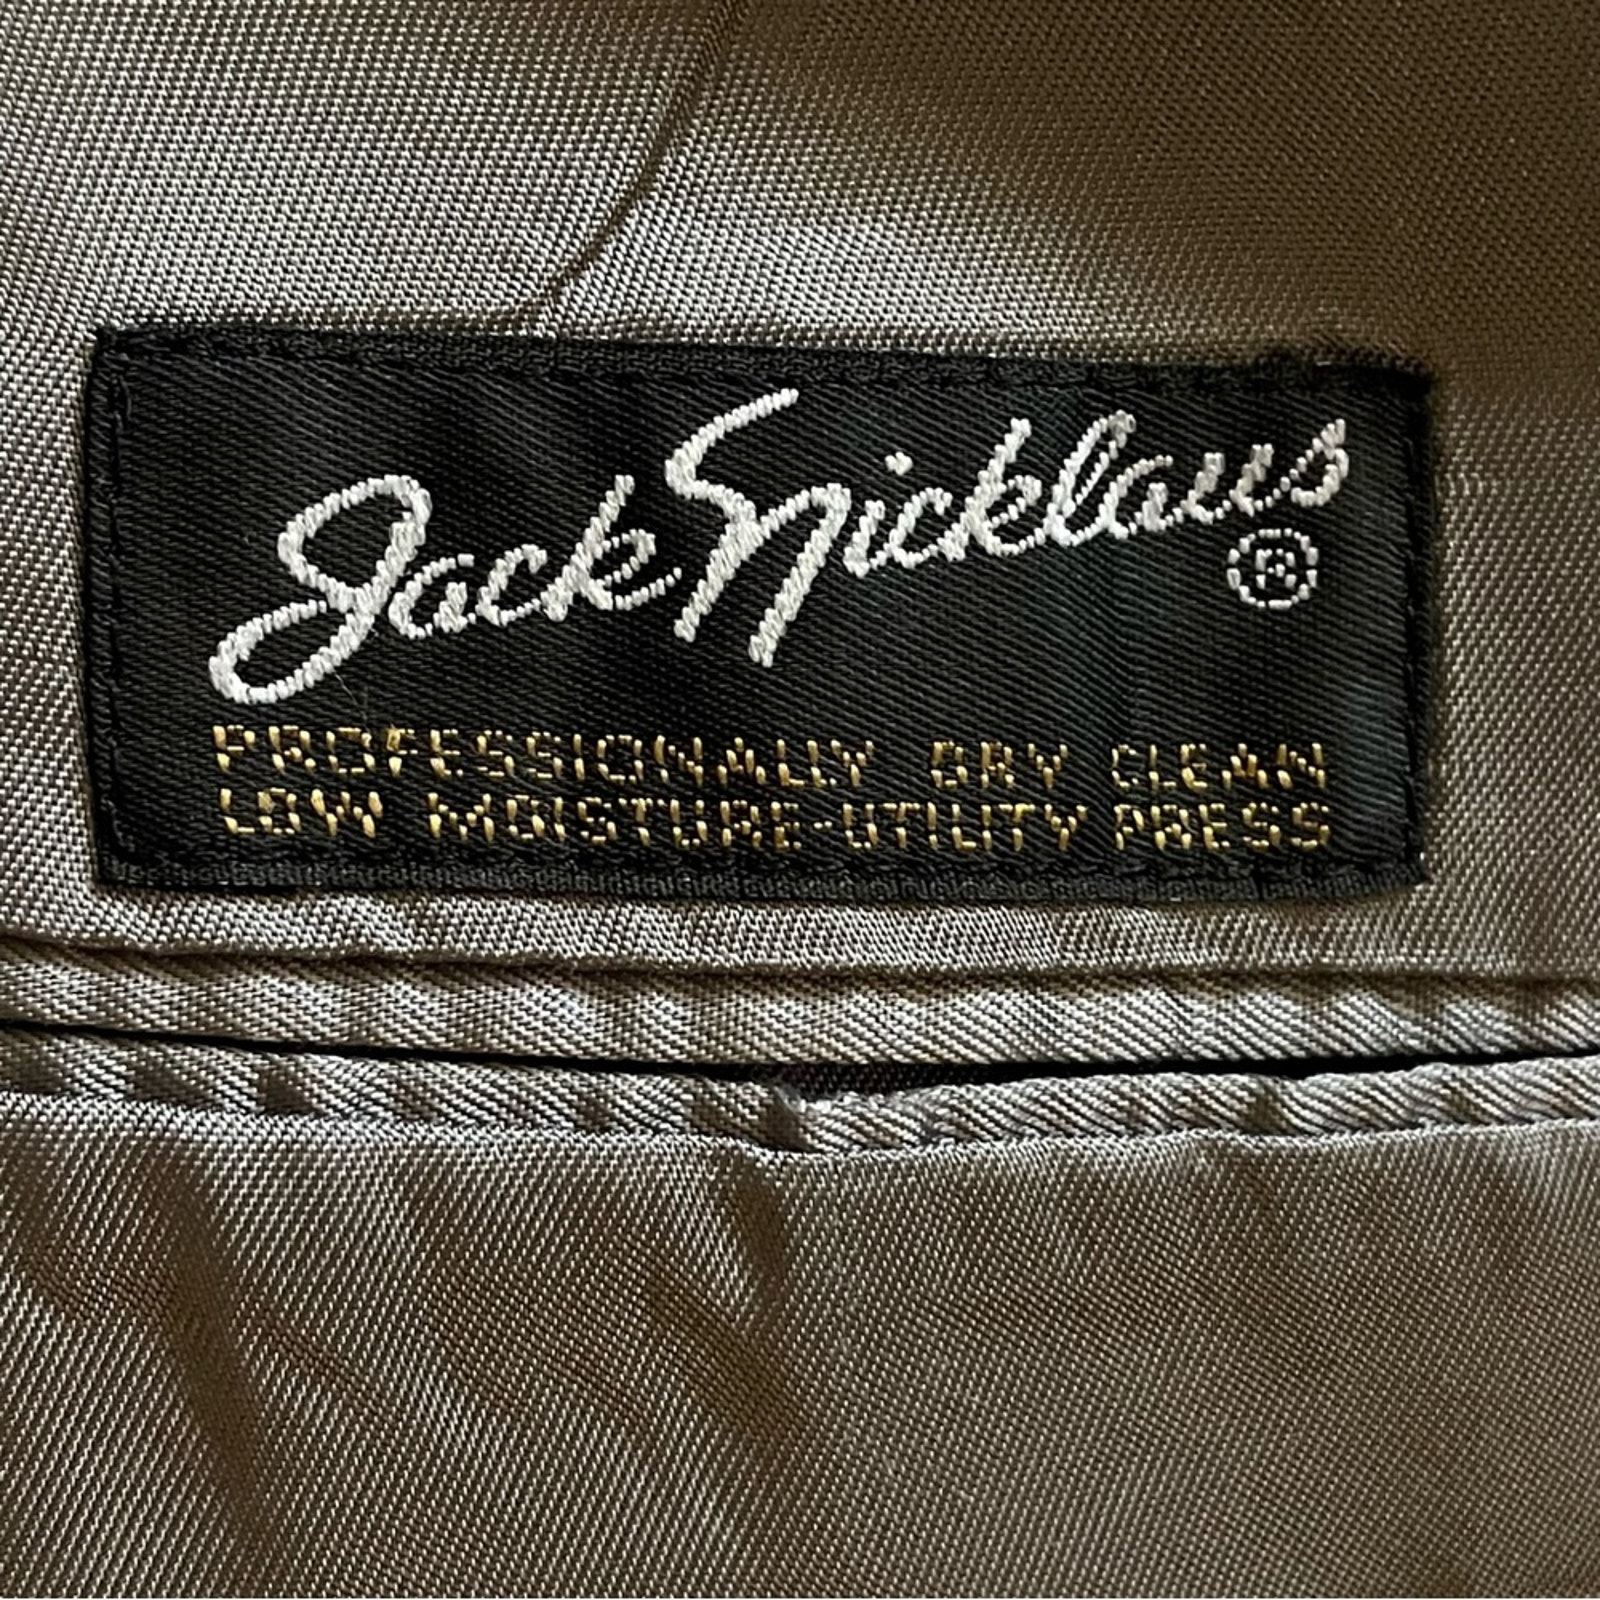 Jack Nicklaus ®
PROFESSIONALLY DRY CLEAN
LOW MOISTURE-UTILITY PRESS